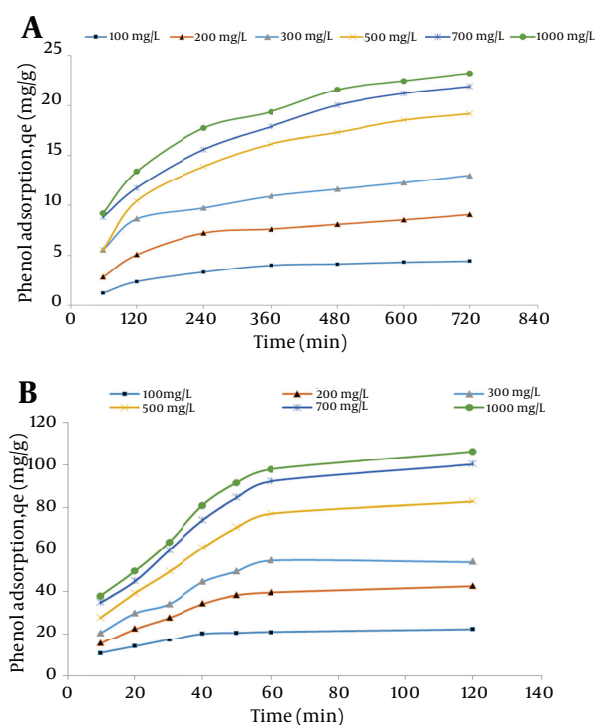 A
100 mg/L 200 mg/L 300 mg/L 500 mg/L 700 mg/L 1000 mg/L
Phenol adsorption,qe (mg/g)
25
20
15
10
5
0
0 120 240 360 480 600 720 840
Time (min)
B
100mg/L 200 mg/L 300 mg/L
500 mg/L 700 mg/L 1000 mg/L
Phenol adsorption,qe (mg/g)
120
100
80
60
40
20
0
0 20 40 60 80 100 120 140
Time (min)